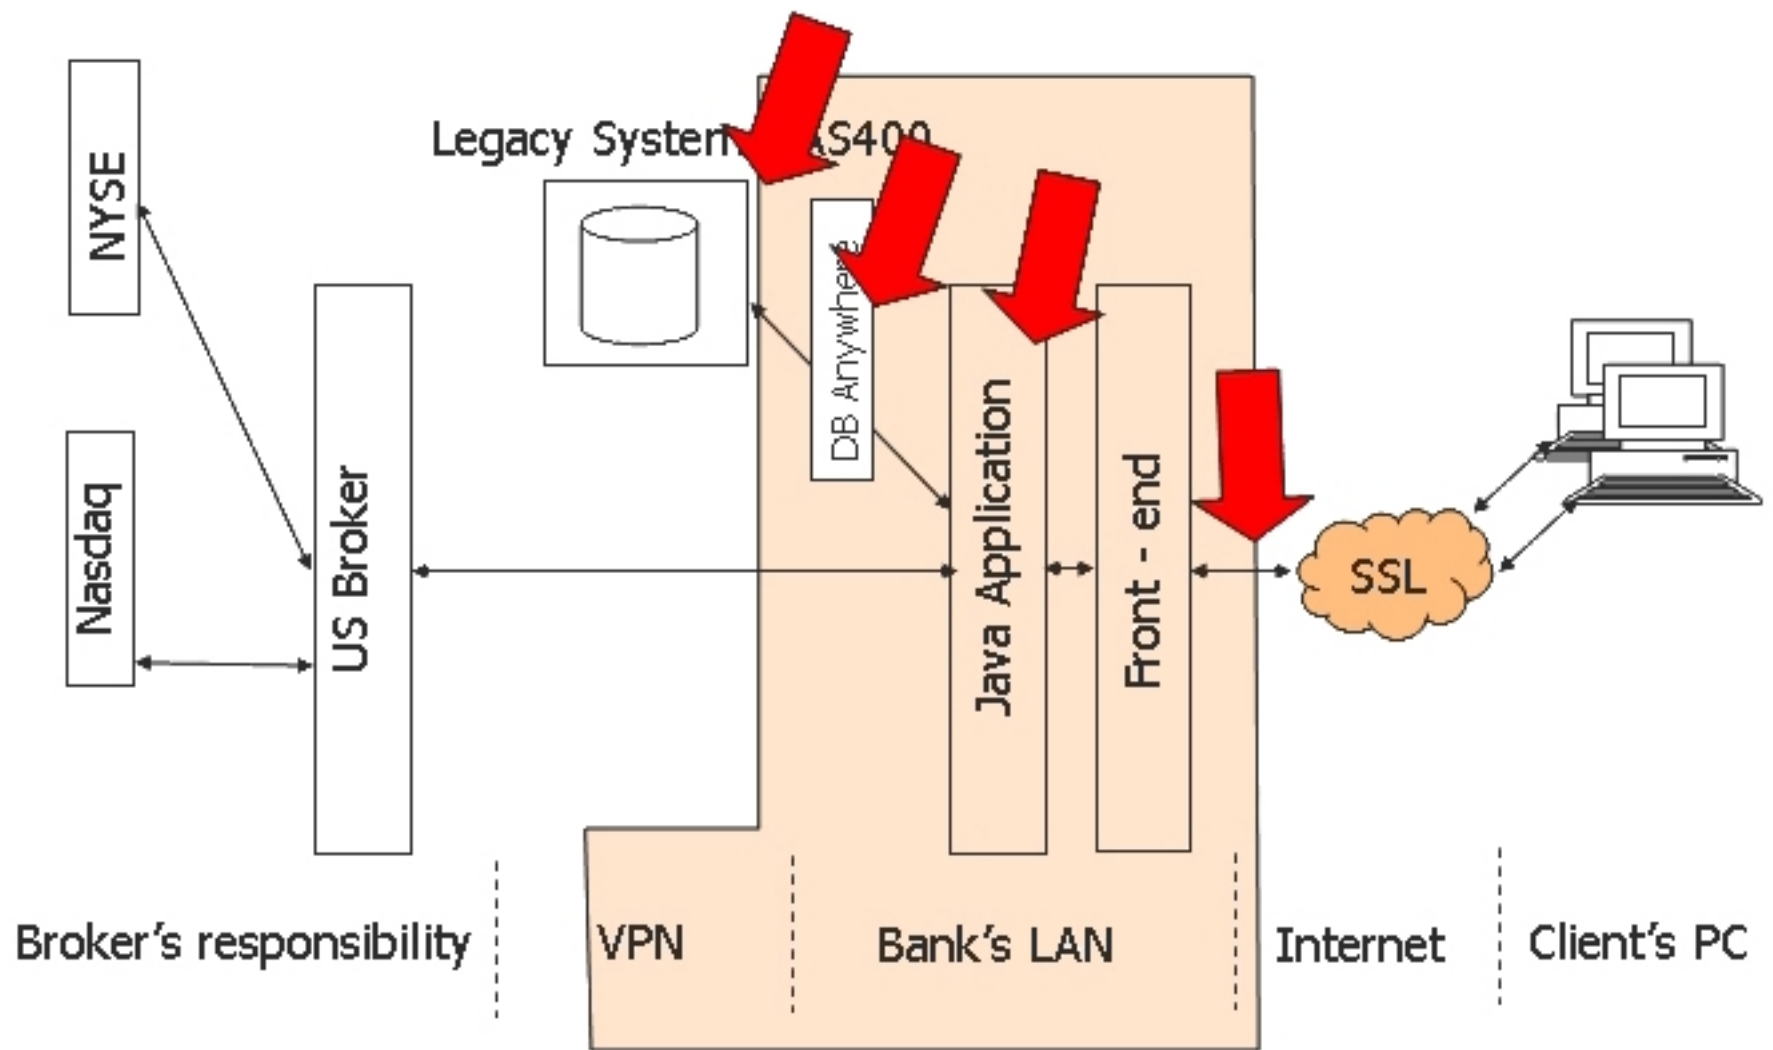 Legacy System AS400
NYSE
Nasdaq
US Broker
DB Anywhere
Java Application
Front - end
SSL
Broker's responsibility
VPN
Bank's LAN
Internet
Client's PC